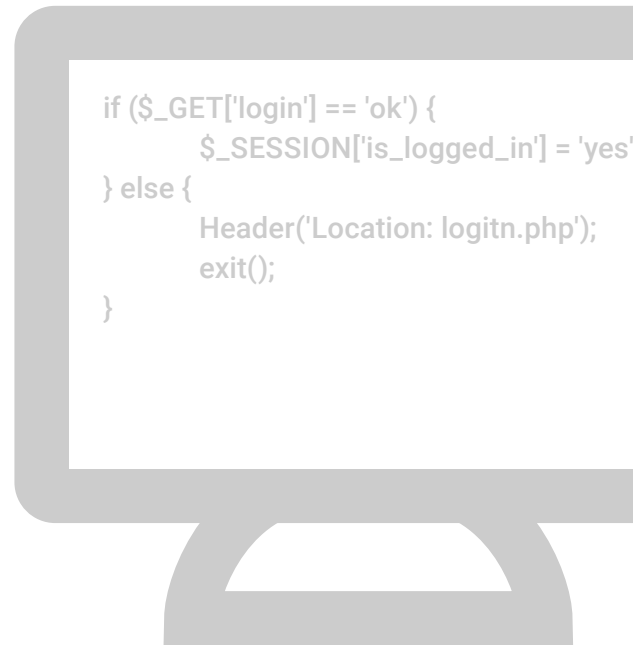 if ($_GET['login'] == 'ok') {
$_SESSION['is_logged_in'] = 'yes'
} else {
Header('Location: logitn.php');
exit();
}